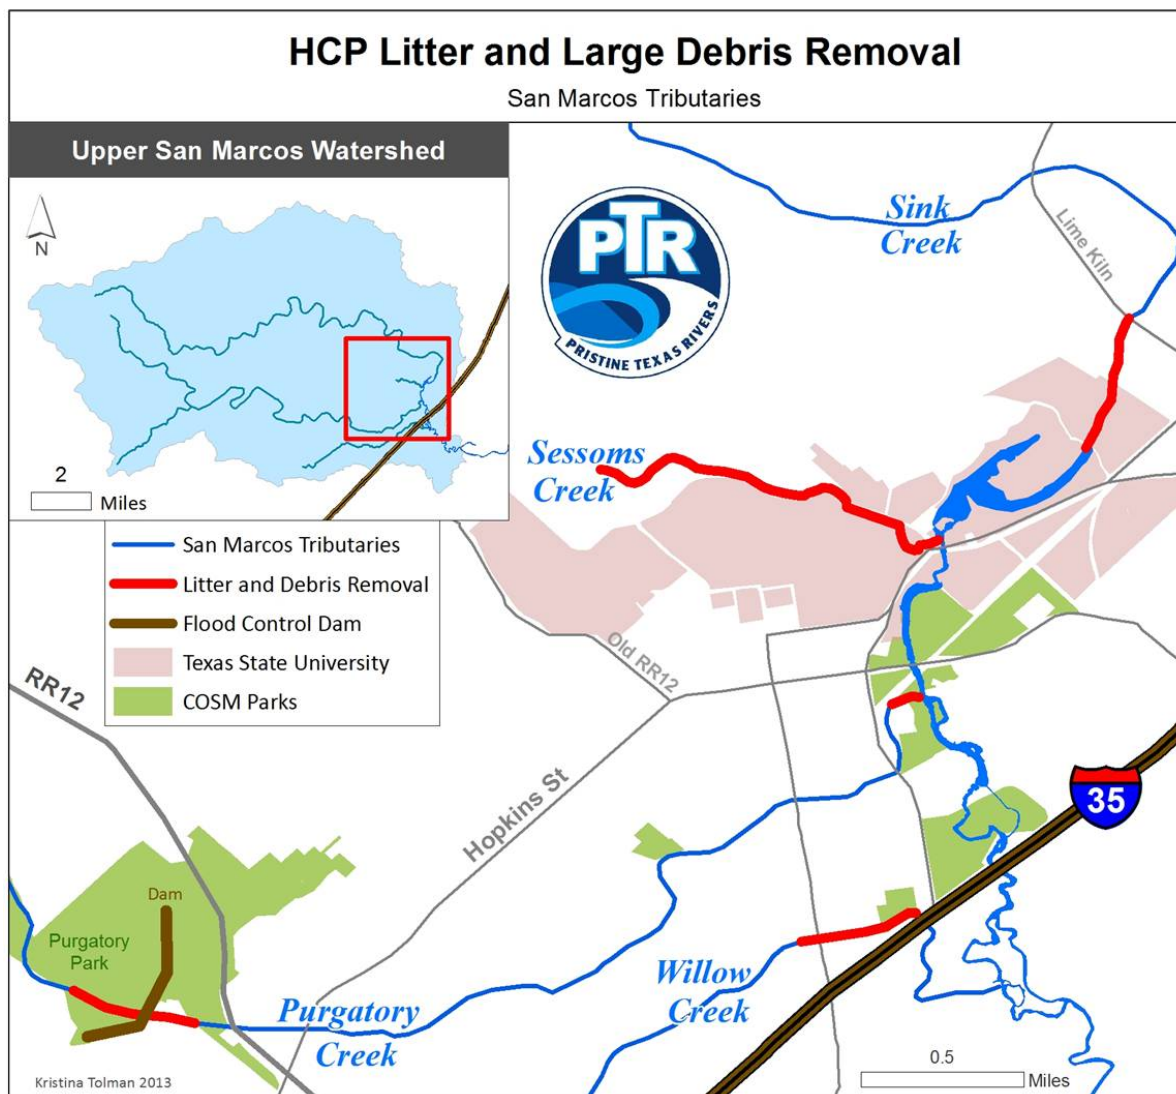 HCP Litter and Large Debris Removal
San Marcos Tributaries
Upper San Marcos Watershed
N
2
Miles
PTR
PRISTINE TEXAS RIVERS
Sink
Creek
Lime Kiln
Sessoms
Creek
San Marcos Tributaries
Litter and Debris Removal
Flood Control Dam
Texas State University
COSM Parks
RR12
Old RR12
Hopkins St
35
Dam
Purgatory
Park
Purgatory
Creek
Willow
Creek
0.5
Miles
Kristina Tolman 2013